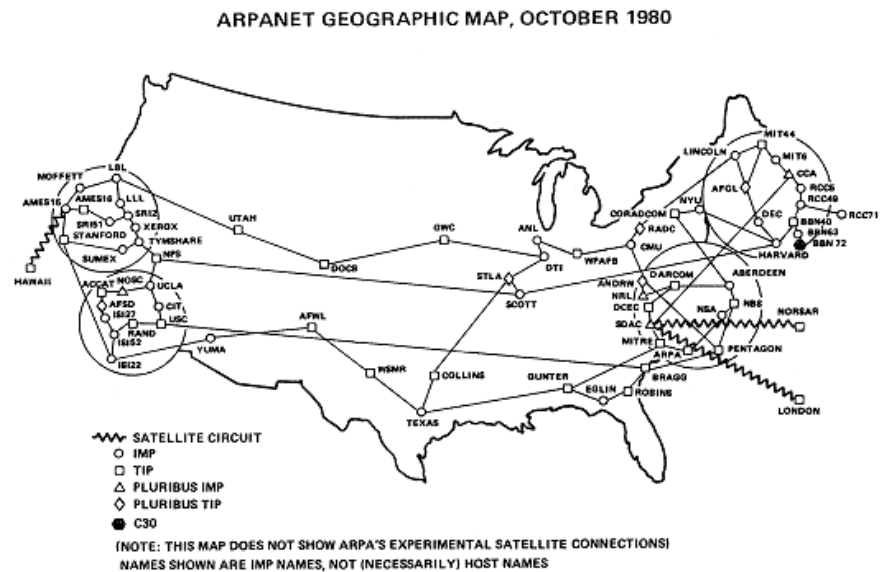 ARPANET GEOGRAPHIC MAP, OCTOBER 1980
MIT44
LINCOLN
MIT6
CCA
RCC5
RCC49
RCC71
AFGL
DEC
BBN40
BBN63
BBN 72
HARVARD
NYU
CORADCOM
RADC
CMU
LBL
MOFFETT
AMES16
AMES15
LLL
SRI2
SRI51
XEROX
STANFORD
TYMSHARE
SUMEX
NPS
HAWAII
UTAH
GWC
DOCB
ANL
DTI
WPAFB
STLA
SCOTT
ANDRW
DARCOM
ABERDEEN
NRL
DCEC
NSA
NBS
NORSAR
SDAC
MITRE
ARPA
PENTAGON
BRAGG
LONDON
ACCAT
NOSC
UCLA
AFSD
CIT
ISI27
RAND
USC
ISI52
ISI22
YUMA
AFWL
WSMR
COLLINS
TEXAS
GUNTER
EGLIN
ROBINS
SATELLITE CIRCUIT
IMP
TIP
PLURIBUS IMP
PLURIBUS TIP
C30
(NOTE: THIS MAP DOES NOT SHOW ARPA'S EXPERIMENTAL SATELLITE CONNECTIONS)
NAMES SHOWN ARE IMP NAMES, NOT (NECESSARILY) HOST NAMES